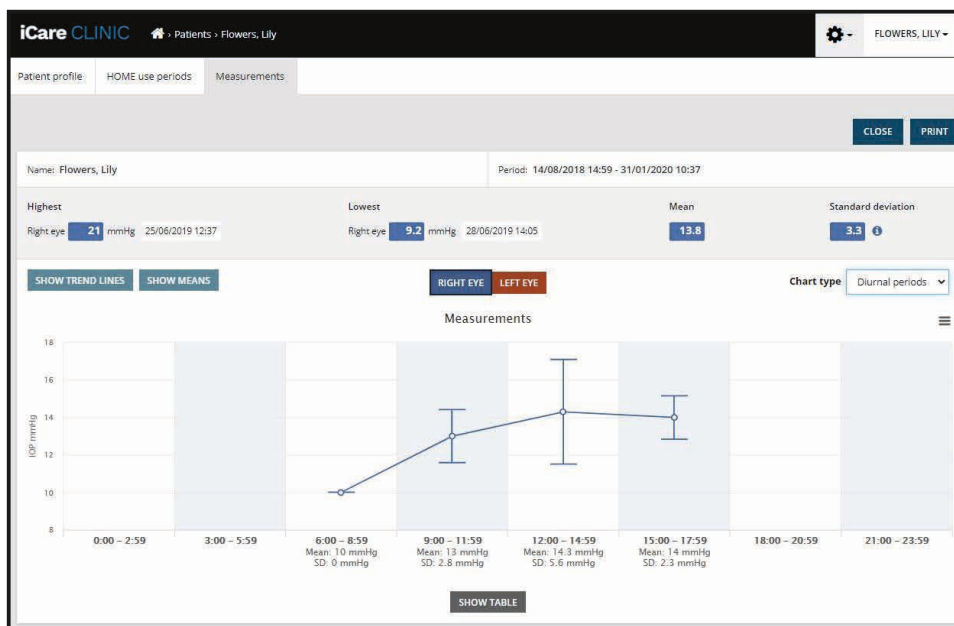 iCare CLINIC › Patients › Flowers, Lily FLOWERS, LILY
Patient profile HOME use periods Measurements
CLOSE PRINT
Name: Flowers, Lily Period: 14/08/2018 14:59 - 31/01/2020 10:37
Highest Lowest Mean Standard deviation
Right eye 21 mmHg 25/06/2019 12:37 Right eye 9.2 mmHg 28/06/2019 14:05 13.8 3.3
SHOW TREND LINES SHOW MEANS RIGHT EYE LEFT EYE Chart type Diurnal periods
Measurements
18
16
14
12
10
8
IOP mmHg
0:00 – 2:59 3:00 – 5:59 6:00 – 8:59 9:00 – 11:59 12:00 – 14:59 15:00 – 17:59 18:00 – 20:59 21:00 – 23:59
Mean: 10 mmHg Mean: 13 mmHg Mean: 14.3 mmHg Mean: 14 mmHg
SD: 0 mmHg SD: 2.8 mmHg SD: 5.6 mmHg SD: 2.3 mmHg
SHOW TABLE